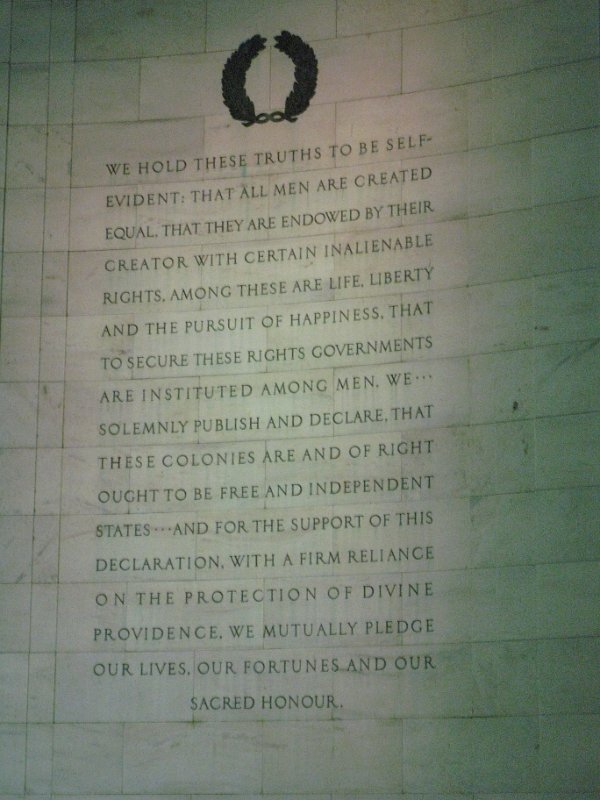 WE HOLD THESE TRUTHS TO BE SELF-
EVIDENT: THAT ALL MEN ARE CREATED
EQUAL, THAT THEY ARE ENDOWED BY THEIR
CREATOR WITH CERTAIN INALIENABLE
RIGHTS, AMONG THESE ARE LIFE, LIBERTY
AND THE PURSUIT OF HAPPINESS, THAT
TO SECURE THESE RIGHTS GOVERNMENTS
ARE INSTITUTED AMONG MEN. WE···
SOLEMNLY PUBLISH AND DECLARE, THAT
THESE COLONIES ARE AND OF RIGHT
OUGHT TO BE FREE AND INDEPENDENT
STATES···AND FOR THE SUPPORT OF THIS
DECLARATION, WITH A FIRM RELIANCE
ON THE PROTECTION OF DIVINE
PROVIDENCE, WE MUTUALLY PLEDGE
OUR LIVES, OUR FORTUNES AND OUR
SACRED HONOUR.